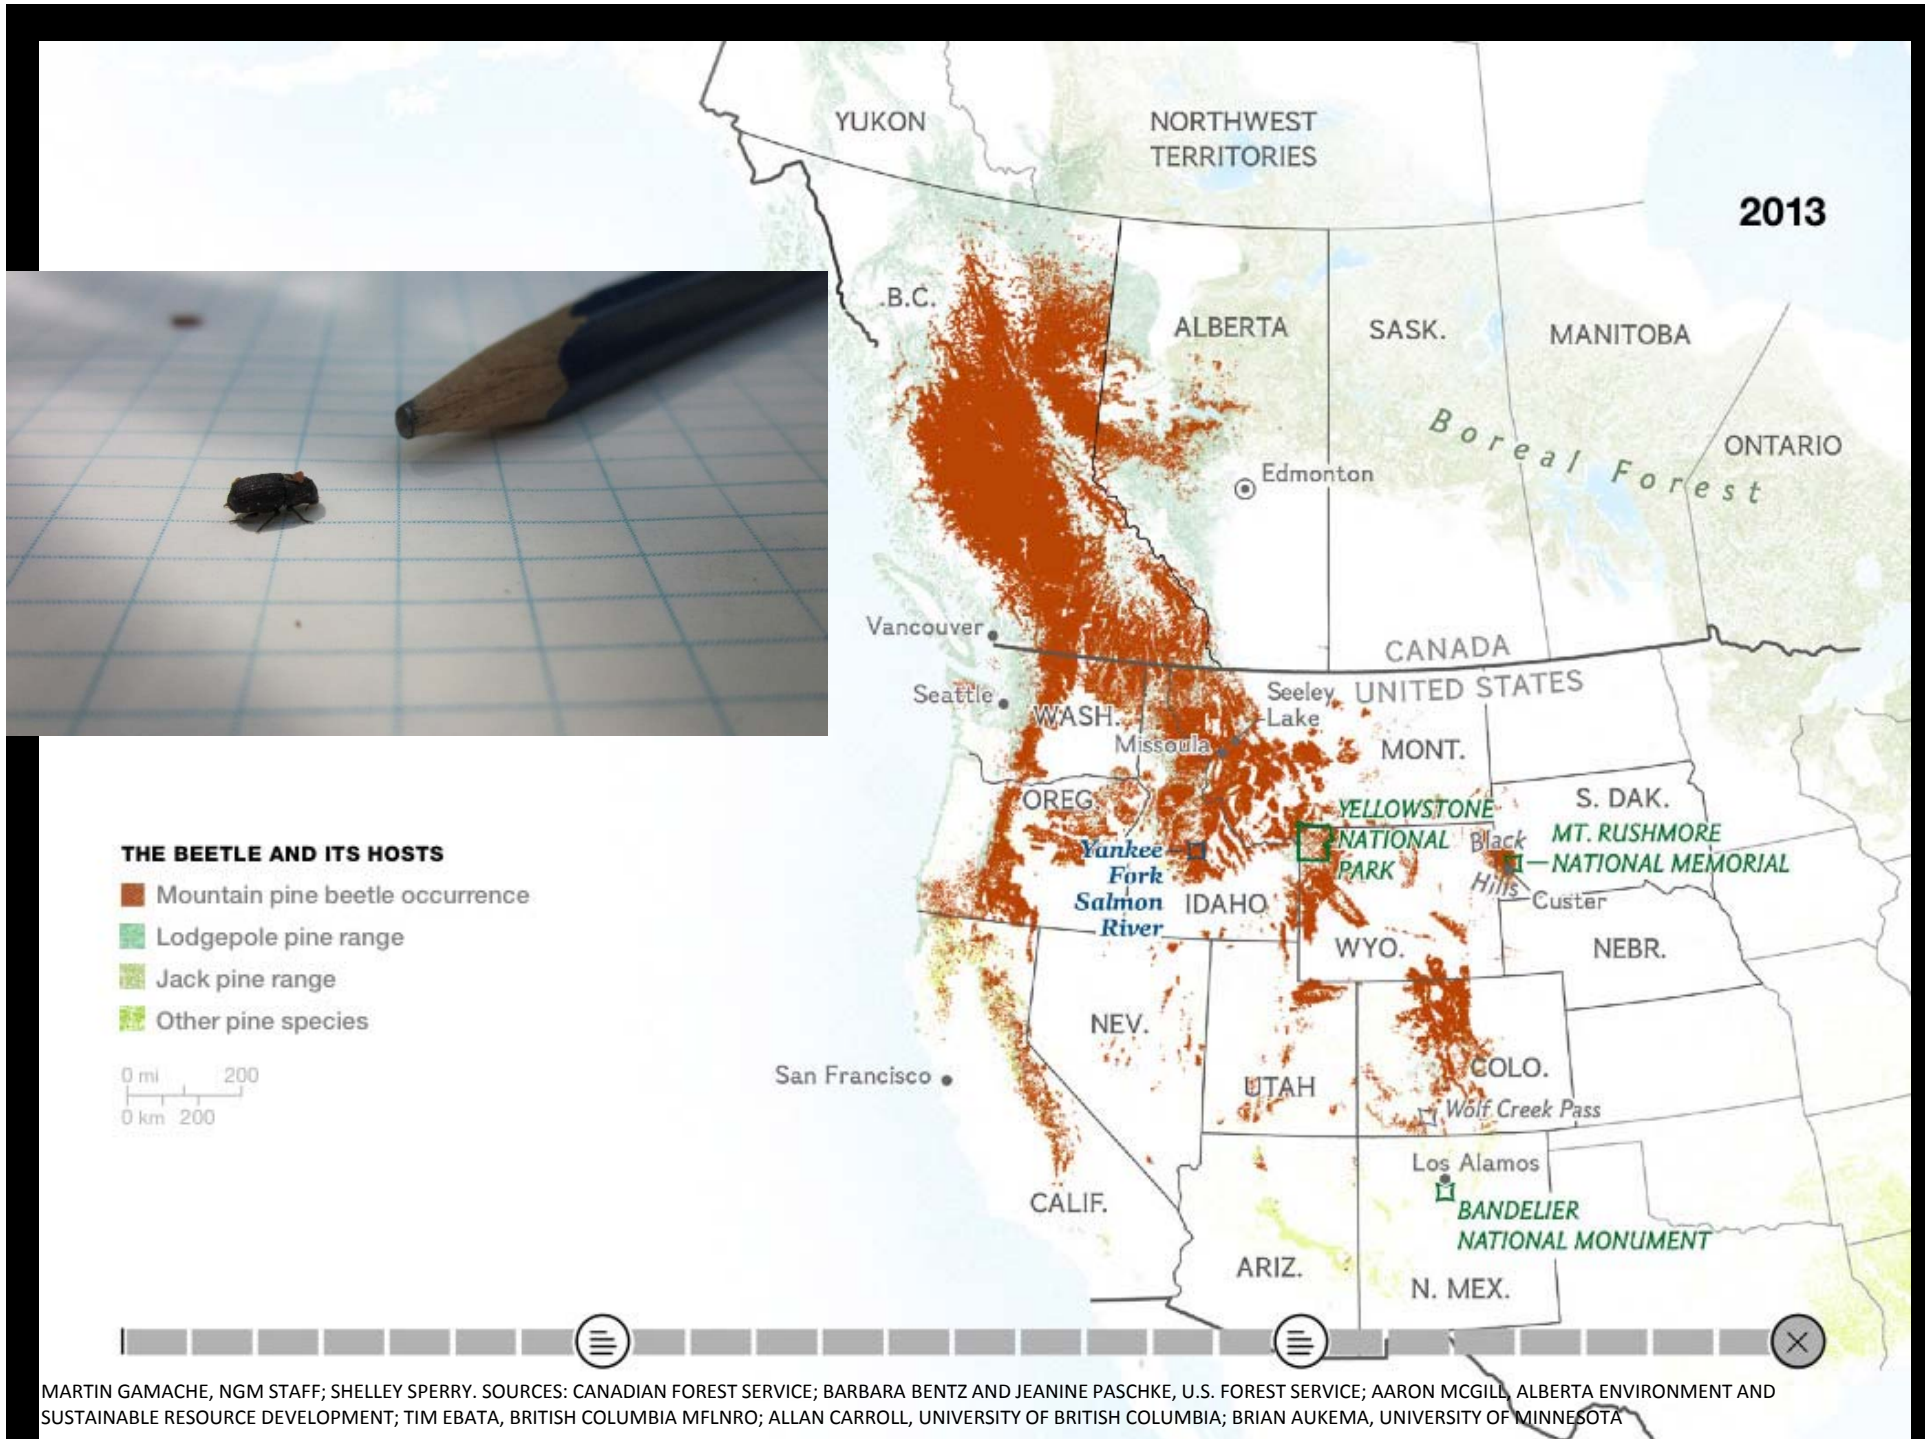 YUKON
NORTHWEST
TERRITORIES
2013
B.C.
ALBERTA
SASK.
MANITOBA
Boreal Forest
ONTARIO
Edmonton
Vancouver
CANADA
UNITED STATES
Seattle
WASH.
Seeley
Lake
Missoula
MONT.
OREG.
YELLOWSTONE
NATIONAL
PARK
Black
Hills
S. DAK.
MT. RUSHMORE
NATIONAL MEMORIAL
Custer
Yankee
Fork
Salmon
River
IDAHO
WYO.
NEBR.
THE BEETLE AND ITS HOSTS
Mountain pine beetle occurrence
Lodgepole pine range
Jack pine range
Other pine species
0 mi 200
0 km 200
San Francisco
NEV.
UTAH
COLO.
Wolf Creek Pass
Los Alamos
BANDELIER
NATIONAL MONUMENT
CALIF.
ARIZ.
N. MEX.
MARTIN GAMACHE, NGM STAFF; SHELLEY SPERRY. SOURCES: CANADIAN FOREST SERVICE; BARBARA BENTZ AND JEANINE PASCHKE, U.S. FOREST SERVICE; AARON MCGILL, ALBERTA ENVIRONMENT AND
SUSTAINABLE RESOURCE DEVELOPMENT; TIM EBATA, BRITISH COLUMBIA MFLNRO; ALLAN CARROLL, UNIVERSITY OF BRITISH COLUMBIA; BRIAN AUKEMA, UNIVERSITY OF MINNESOTA